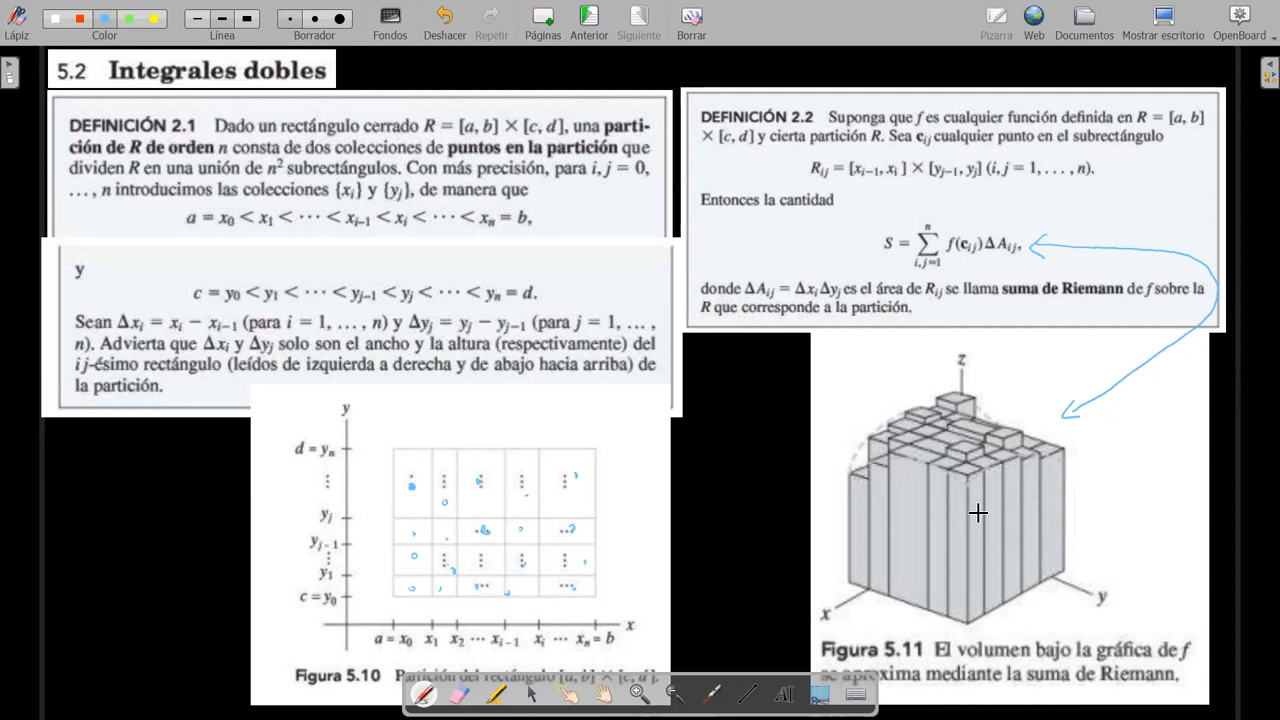 Lápiz Color Línea Borrador Fondos Deshacer Repetir Páginas Anterior Siguiente Borrar Pizarra Web Documentos Mostrar escritorio OpenBoard
5.2 Integrales dobles
DEFINICIÓN 2.1 Dado un rectángulo cerrado R = [a, b] × [c, d], una parti-
ción de R de orden n consta de dos colecciones de puntos en la partición que
dividen R en una unión de n² subrectángulos. Con más precisión, para i, j = 0,
. . . , n introducimos las colecciones {xᵢ} y {yⱼ}, de manera que
a = x₀ < x₁ < ··· < xᵢ₋₁ < xᵢ < ··· < xₙ = b,
y
c = y₀ < y₁ < ··· < yⱼ₋₁ < yⱼ < ··· < yₙ = d.
Sean Δxᵢ = xᵢ − xᵢ₋₁ (para i = 1, . . . , n) y Δyⱼ = yⱼ − yⱼ₋₁ (para j = 1, . . . ,
n). Advierta que Δxᵢ y Δyⱼ solo son el ancho y la altura (respectivamente) del
ij-ésimo rectángulo (leídos de izquierda a derecha y de abajo hacia arriba) de
la partición.
y
d = yₙ
⋮
yⱼ
yⱼ₋₁
⋮
y₁
c = y₀
a = x₀ x₁ x₂ ··· xᵢ₋₁ xᵢ ··· xₙ = b x
Figura 5.10 Partición del rectángulo [a, b] × [c, d].
DEFINICIÓN 2.2 Suponga que f es cualquier función definida en R = [a, b]
× [c, d] y cierta partición R. Sea cᵢⱼ cualquier punto en el subrectángulo
Rᵢⱼ = [xᵢ₋₁, xᵢ] × [yⱼ₋₁, yⱼ] (i, j = 1, . . . , n).
Entonces la cantidad
n
S = ∑ f(cᵢⱼ)ΔAᵢⱼ,
i, j=1
donde ΔAᵢⱼ = ΔxᵢΔyⱼ es el área de Rᵢⱼ se llama suma de Riemann de f sobre la
R que corresponde a la partición.
z
x
y
Figura 5.11 El volumen bajo la gráfica de f
se aproxima mediante la suma de Riemann.